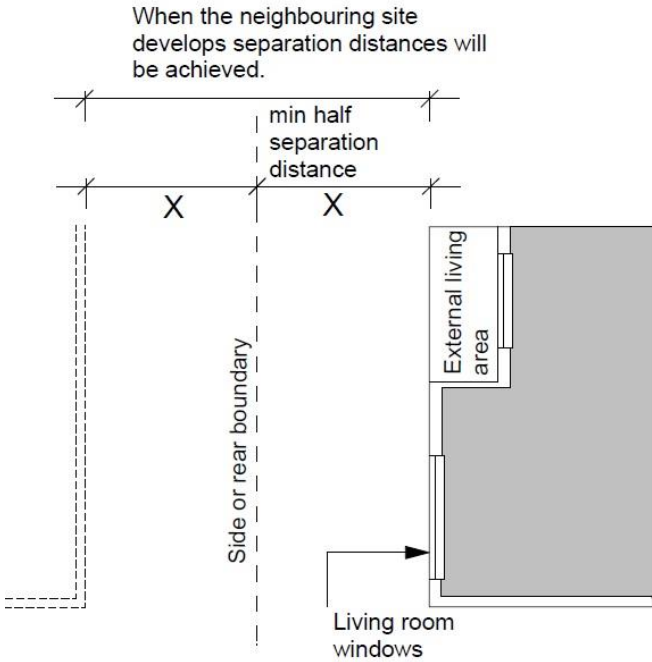 When the neighbouring site
develops separation distances will
be achieved.
min half
separation
distance
X
X
External living
area
Side or rear boundary
Living room
windows